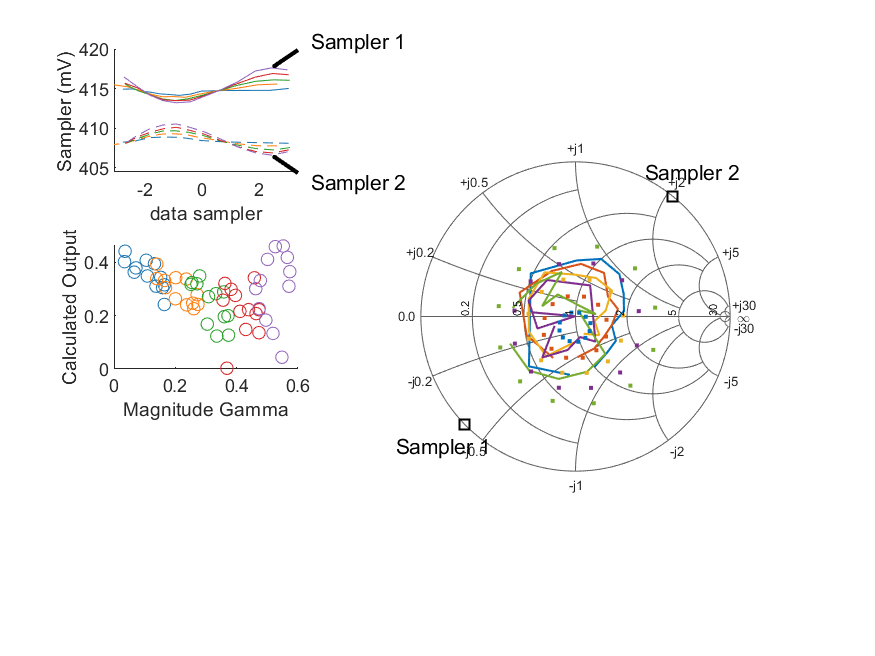 420
415
410
405
Sampler (mV)
-2
0
2
data sampler
Sampler 1
Sampler 2
0.4
0.2
0
Calculated Output
0
0.2
0.4
0.6
Magnitude Gamma
+j1
+j0.5
+j2
Sampler 2
+j0.2
+j5
0.0
0.2
0.5
1
2
5
30
+j30
∞
-j30
-j0.2
-j5
Sampler 1
-j0.5
-j2
-j1